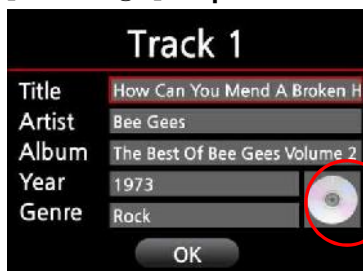 Track 1
Title How Can You Mend A Broken H
Artist Bee Gees
Album The Best Of Bee Gees Volume 2
Year 1973
Genre Rock
OK